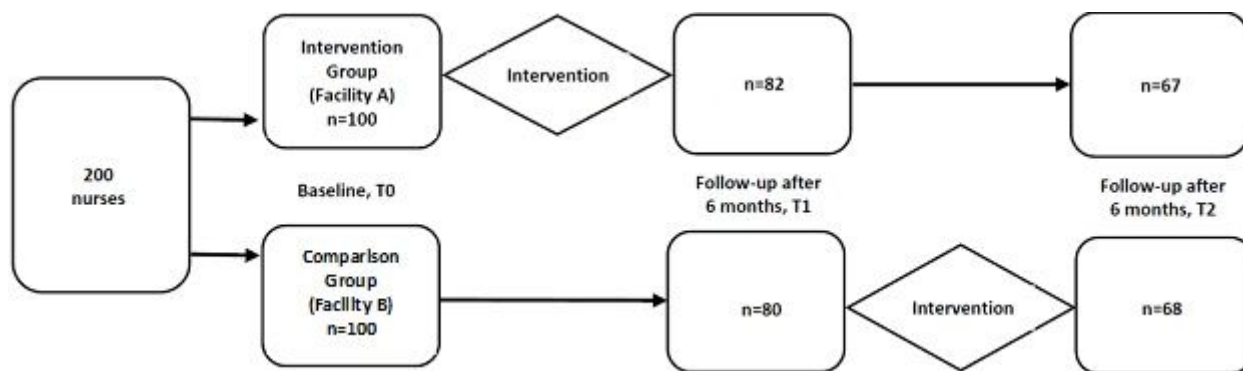 200
nurses
Intervention
Group
(Facility A)
n=100
Intervention
n=82
n=67
Baseline, T0
Follow-up after
6 months, T1
Follow-up after
6 months, T2
Comparison
Group
(Facility B)
n=100
n=80
Intervention
n=68